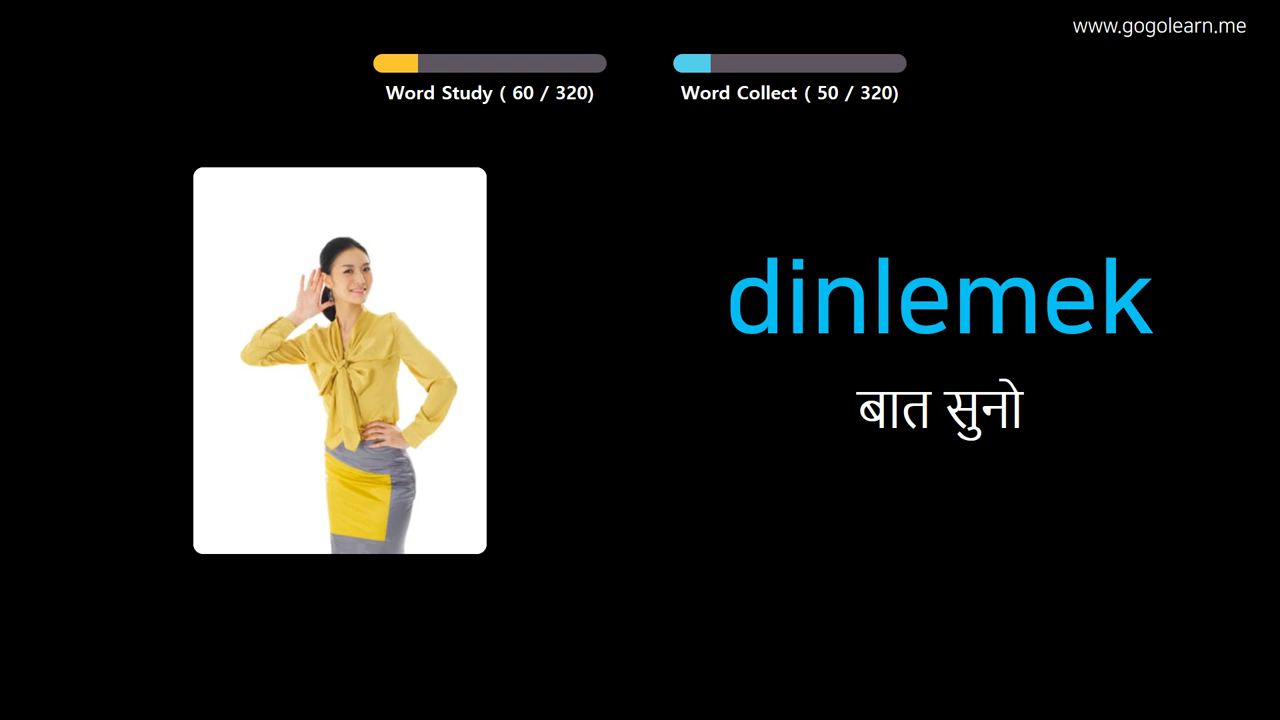 www.gogolearn.me
Word Study ( 60 / 320)
Word Collect ( 50 / 320)
dinlemek
बात सुनो